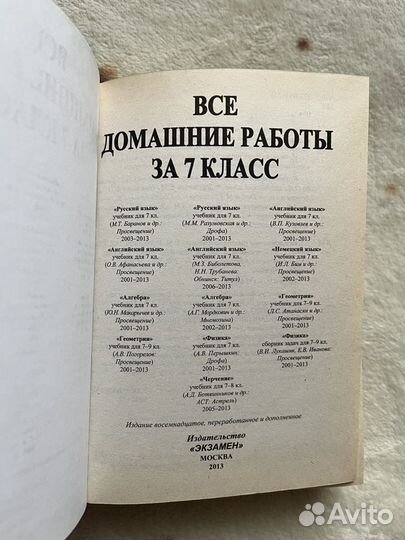 ВСЕ
ДОМАШНИЕ РАБОТЫ
ЗА 7 КЛАСС
«Русский язык»
учебник для 7 кл.
(М.Т. Баранов и др.:
Просвещение)
2003–2013
«Русский язык»
учебник для 7 кл.
(М.М. Разумовская и др.:
Дрофа)
2001–2013
«Английский язык»
учебник для 7 кл.
(В.П. Кузовлев и др.:
Просвещение)
2001–2013
«Английский язык»
учебник для 7 кл.
(О.В. Афанасьева и др.:
Просвещение)
2001–2013
«Английский язык»
учебник для 7 кл.
(М.З. Биболетова,
Н.Н. Трубанова:
Обнинск: Титул)
2006–2013
«Немецкий язык»
учебник для 7 кл.
(И.Л. Бим и др.:
Просвещение)
2002–2013
«Алгебра»
учебник для 7 кл.
(Ю.Н. Макарычев и др.:
Просвещение)
2001–2013
«Алгебра»
учебник для 7 кл.
(А.Г. Мордкович и др.:
Мнемозина)
2002–2013
«Геометрия»
учебник для 7–9 кл.
(Л.С. Атанасян и др.:
Просвещение)
2001–2013
«Геометрия»
учебник для 7–9 кл.
(А.В. Погорелов:
Просвещение)
2001–2013
«Физика»
учебник для 7 кл.
(А.В. Перышкин:
Дрофа)
2001–2013
«Физика»
сборник задач для 7–9 кл.
(В.И. Лукашик, Е.В. Иванова:
Просвещение)
2001–2013
«Черчение»
учебник для 7–8 кл.
(А.Д. Ботвинников и др.:
АСТ: Астрель)
2005–2013
Издание восемнадцатое, переработанное и дополненное
Издательство
«ЭКЗАМЕН»
МОСКВА
2013
Avito